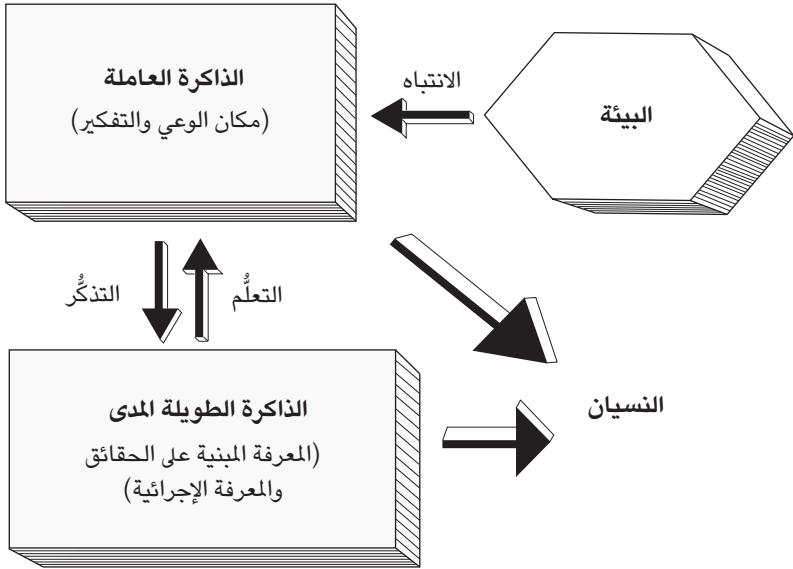 البيئة
الانتباه
الذاكرة العاملة
(مكان الوعي والتفكير)
التعلُّم
التذكُّر
النسيان
الذاكرة الطويلة المدى
(المعرفة المبنية على الحقائق
والمعرفة الإجرائية)